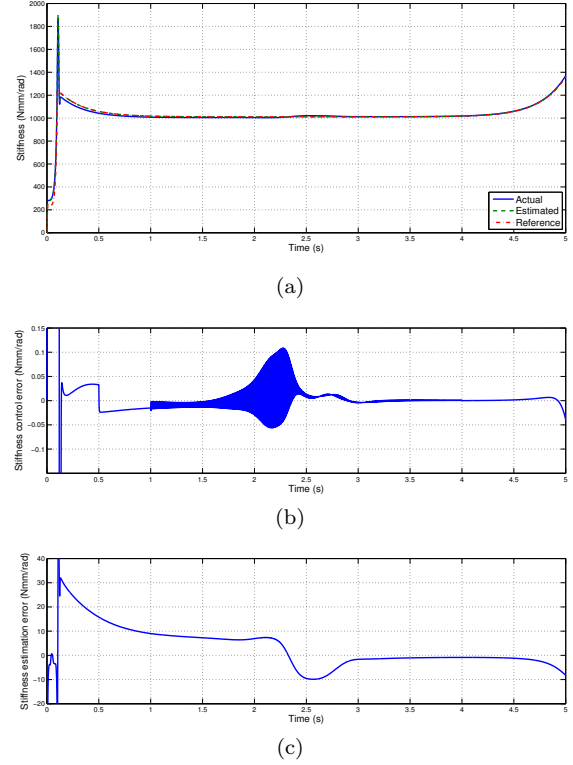 2000
1800
1600
1400
1200
1000
800
600
400
200
0
Stiffness (Nmm/rad)
Actual
Estimated
Reference
0 0.5 1 1.5 2 2.5 3 3.5 4 4.5 5
Time (s)
(a)
0.15
0.1
0.05
0
−0.05
−0.1
Stiffness control error (Nmm/rad)
0 0.5 1 1.5 2 2.5 3 3.5 4 4.5 5
Time (s)
(b)
40
30
20
10
0
−10
−20
Stiffness estimation error (Nmm/rad)
0 0.5 1 1.5 2 2.5 3 3.5 4 4.5 5
Time (s)
(c)